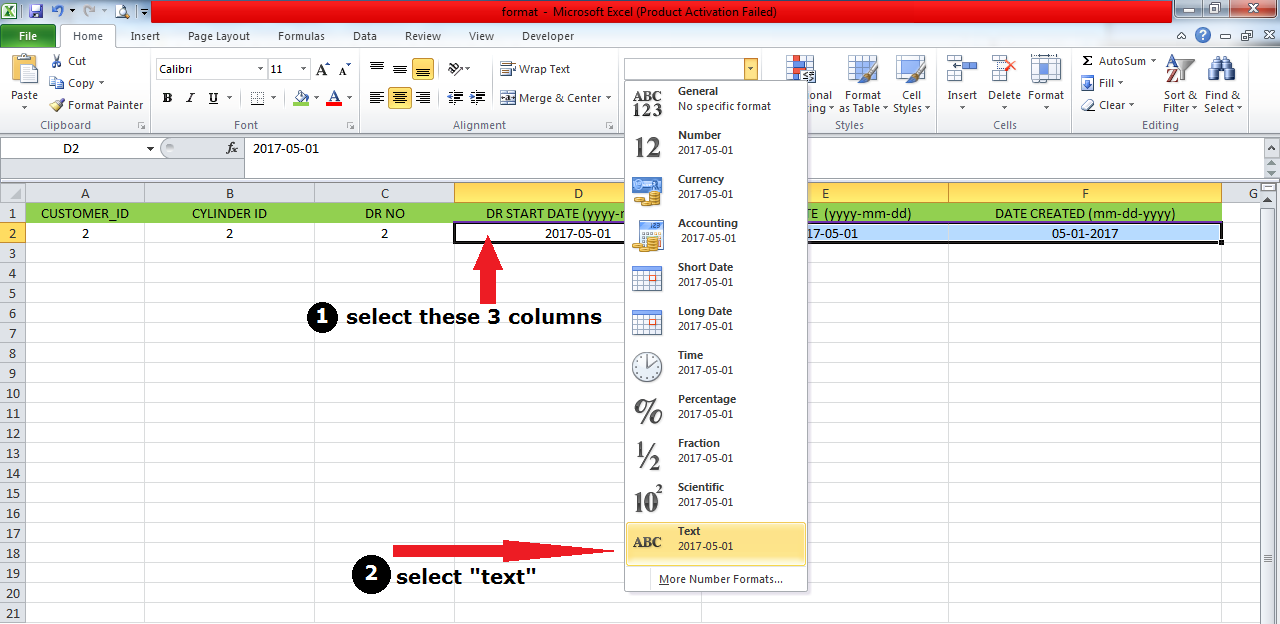 format - Microsoft Excel (Product Activation Failed)
File Home Insert Page Layout Formulas Data Review View Developer
Paste
Cut
Copy
Format Painter
Clipboard
Calibri 11
B I U
Font
Wrap Text
Merge & Center
Alignment
Format as Table
Cell Styles
Styles
Insert Delete Format
Cells
AutoSum
Fill
Clear
Sort & Filter
Find & Select
Editing
D2 fx 2017-05-01
A B C D E F G
1 CUSTOMER_ID CYLINDER ID DR NO DR START DATE (yyyy-m (yyyy-mm-dd) DATE CREATED (mm-dd-yyyy)
2 2 2 2 2017-05-01 17-05-01 05-01-2017
3
4
5
6
7
8
9
10
11
12
13
14
15
16
17
18
19
20
21
1 select these 3 columns
2 select "text"
ABC 123
General
No specific format
12
Number
2017-05-01
Currency
2017-05-01
Accounting
2017-05-01
Short Date
2017-05-01
Long Date
2017-05-01
Time
2017-05-01
%
Percentage
2017-05-01
½
Fraction
2017-05-01
10²
Scientific
2017-05-01
ABC
Text
2017-05-01
More Number Formats...